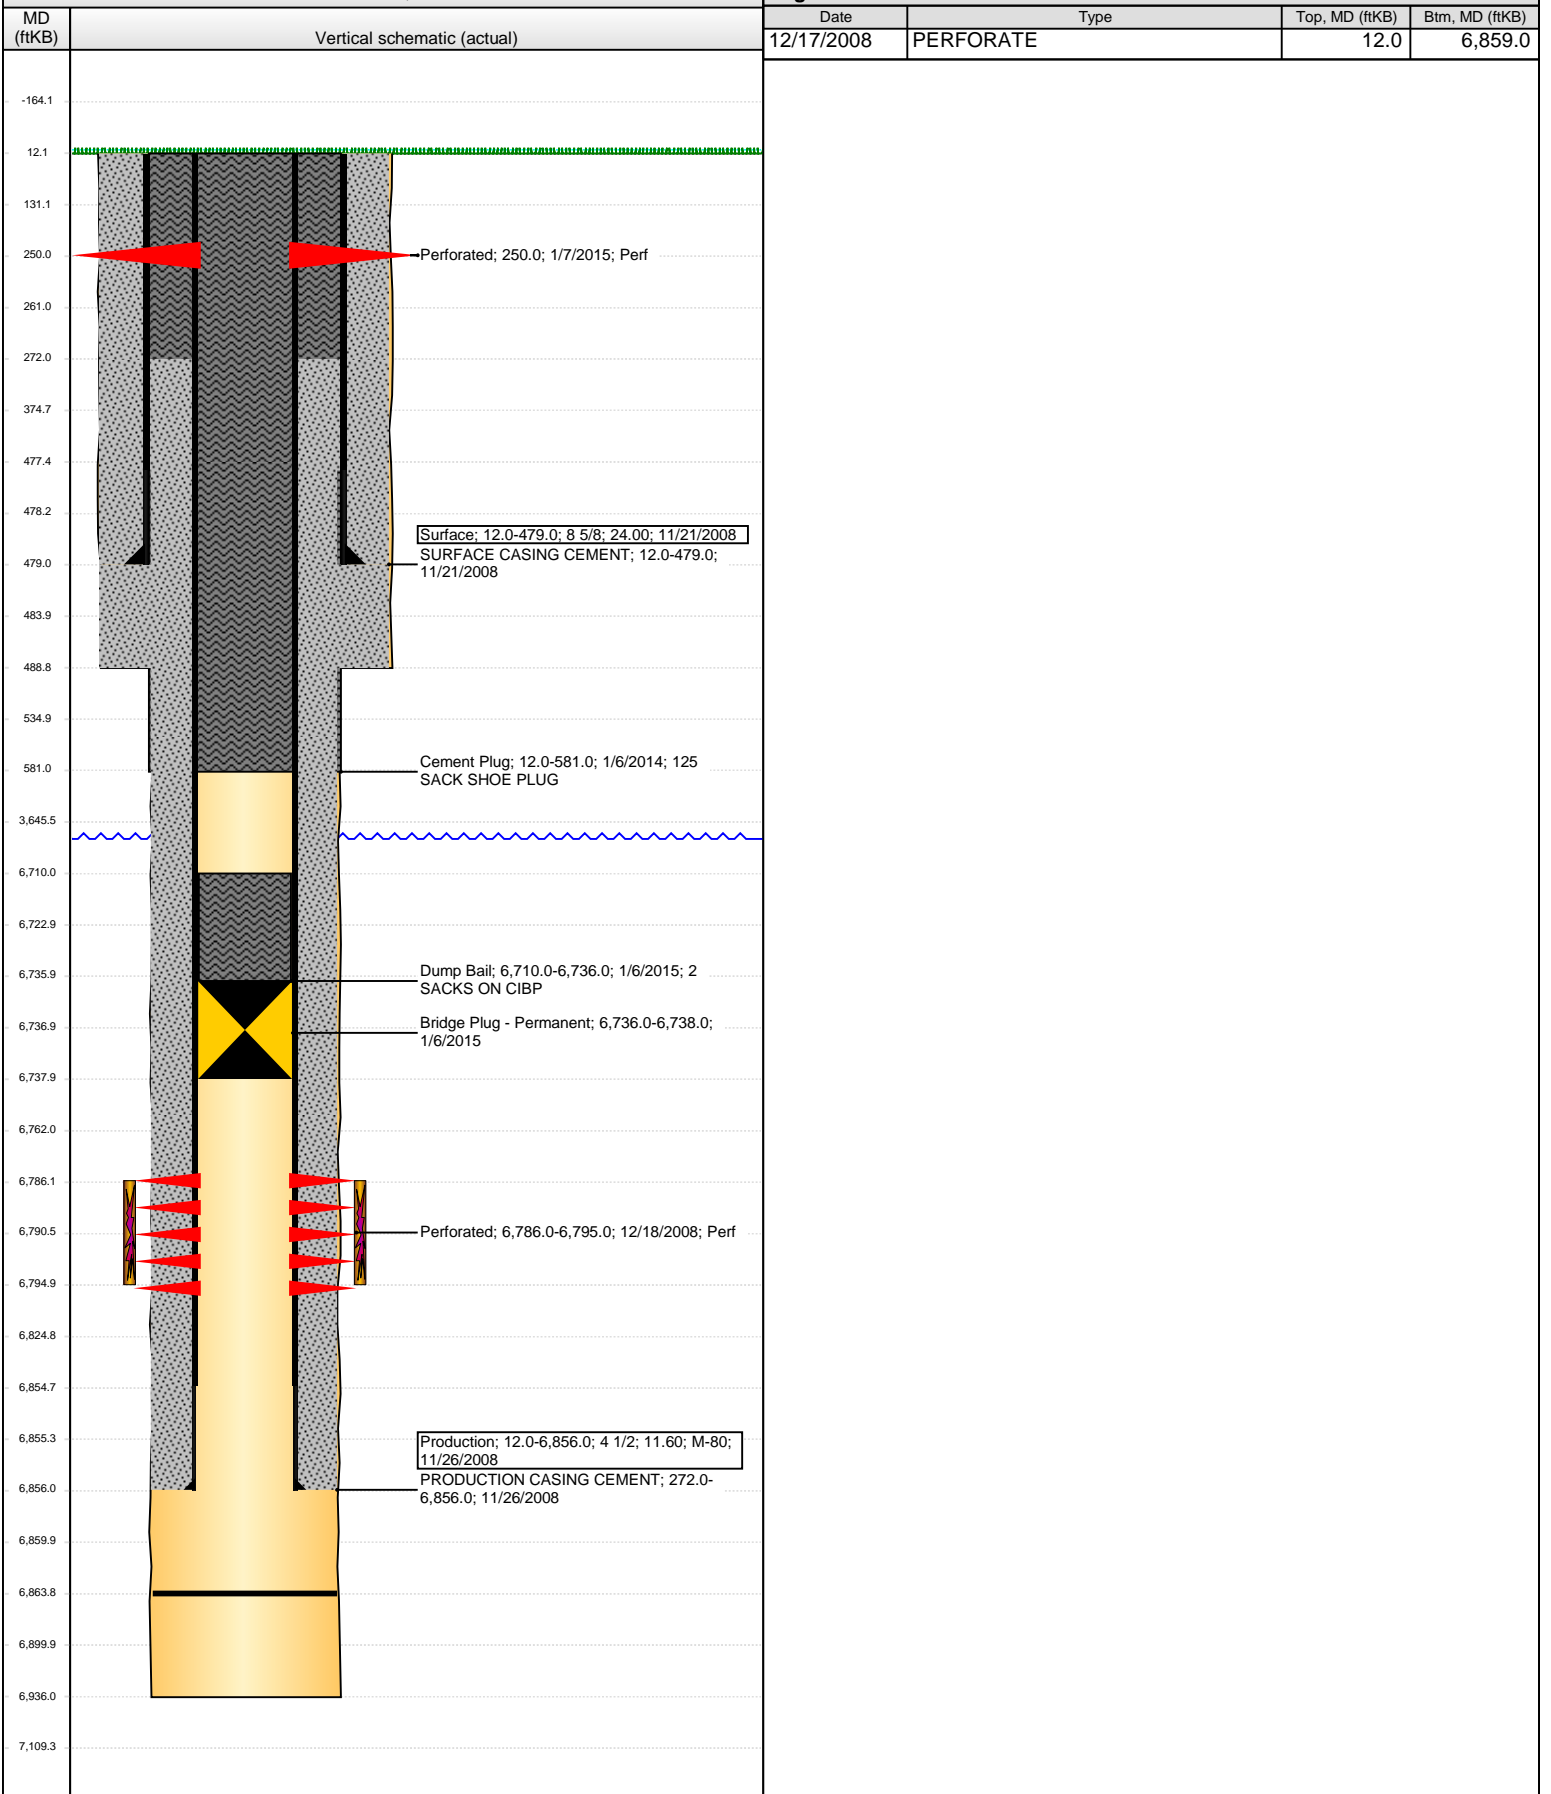 MD
(ftKB)
Vertical schematic (actual)
Date
Type
Top, MD (ftKB)
Btm, MD (ftKB)
12/17/2008
PERFORATE
12.0
6,859.0
-164.1
12.1
131.1
250.0
Perforated; 250.0; 1/7/2015; Perf
261.0
272.0
374.7
477.4
478.2
Surface; 12.0-479.0; 8 5/8; 24.00; 11/21/2008
SURFACE CASING CEMENT; 12.0-479.0;
11/21/2008
479.0
483.9
488.8
534.9
581.0
Cement Plug; 12.0-581.0; 1/6/2014; 125
SACK SHOE PLUG
3,645.5
6,710.0
6,722.9
6,735.9
Dump Bail; 6,710.0-6,736.0; 1/6/2015; 2
SACKS ON CIBP
6,736.9
Bridge Plug - Permanent; 6,736.0-6,738.0;
1/6/2015
6,737.9
6,762.0
6,786.1
6,790.5
Perforated; 6,786.0-6,795.0; 12/18/2008; Perf
6,794.9
6,824.8
6,854.7
6,855.3
Production; 12.0-6,856.0; 4 1/2; 11.60; M-80;
11/26/2008
PRODUCTION CASING CEMENT; 272.0-
6,856.0; 11/26/2008
6,856.0
6,859.9
6,863.8
6,899.9
6,936.0
7,109.3